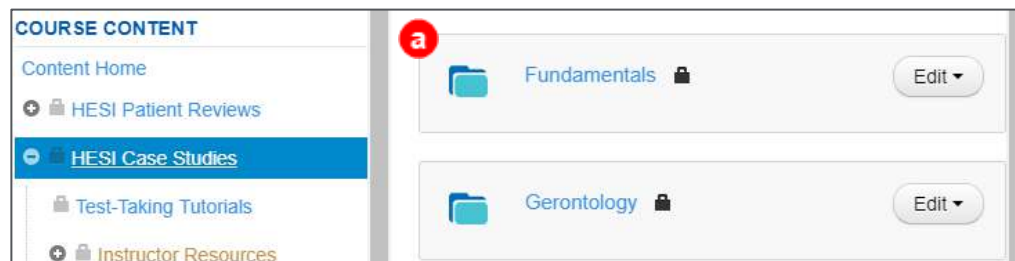 COURSE CONTENT
Content Home
HESI Patient Reviews
HESI Case Studies
Test-Taking Tutorials
Instructor Resources
a
Fundamentals Edit
Gerontology Edit